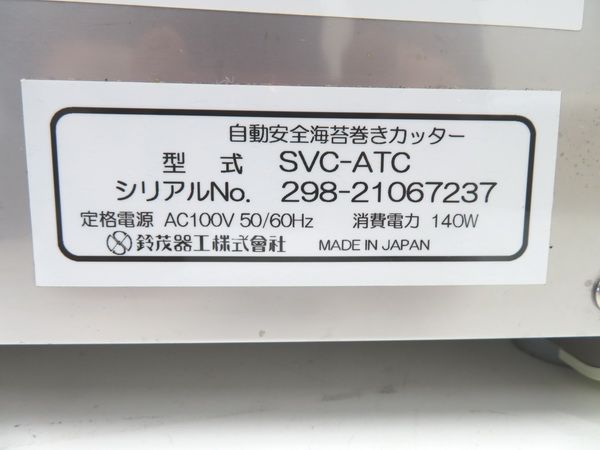 自動安全海苔巻きカッター
型 式 SVC-ATC
シリアルNo. 298-21067237
定格電源 AC100V 50/60Hz 消費電力 140W
鈴茂器工株式會社 MADE IN JAPAN